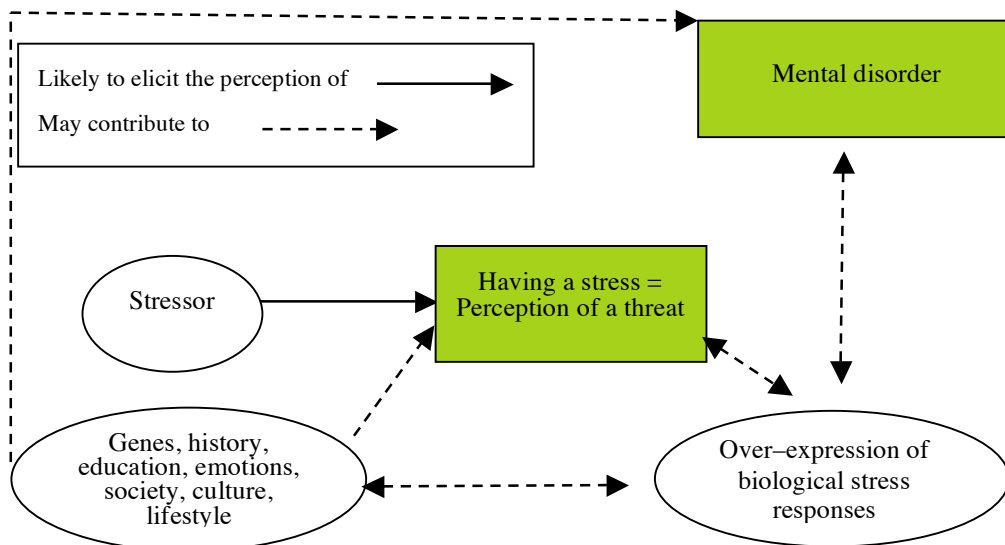 Mental disorder
Likely to elicit the perception of
May contribute to
Having a stress =
Perception of a threat
Stressor
Genes, history,
education, emotions,
society, culture,
lifestyle
Over–expression of
biological stress
responses